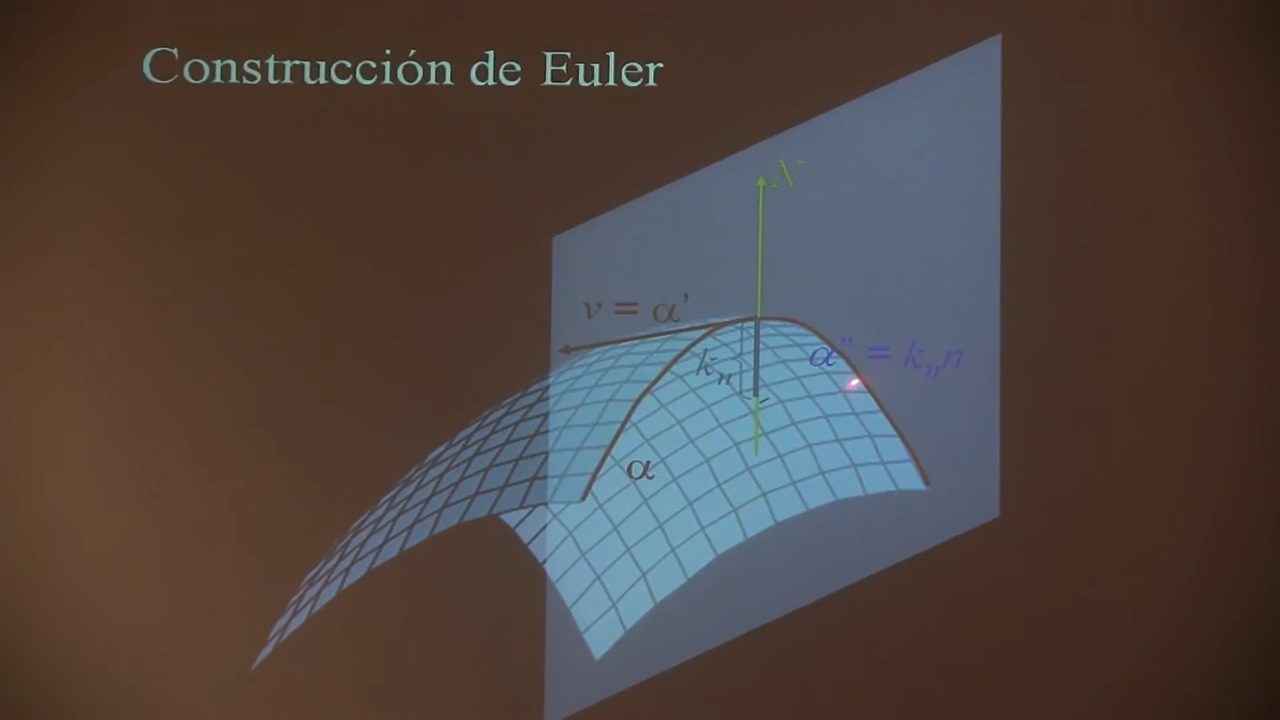 Construcción de Euler
N
v = α'
α'' = kₙn
kₙ
α